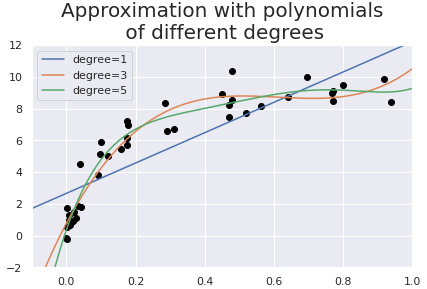 Approximation with polynomials
of different degrees
12
10
8
6
4
2
0
−2
degree=1
degree=3
degree=5
0.0 0.2 0.4 0.6 0.8 1.0